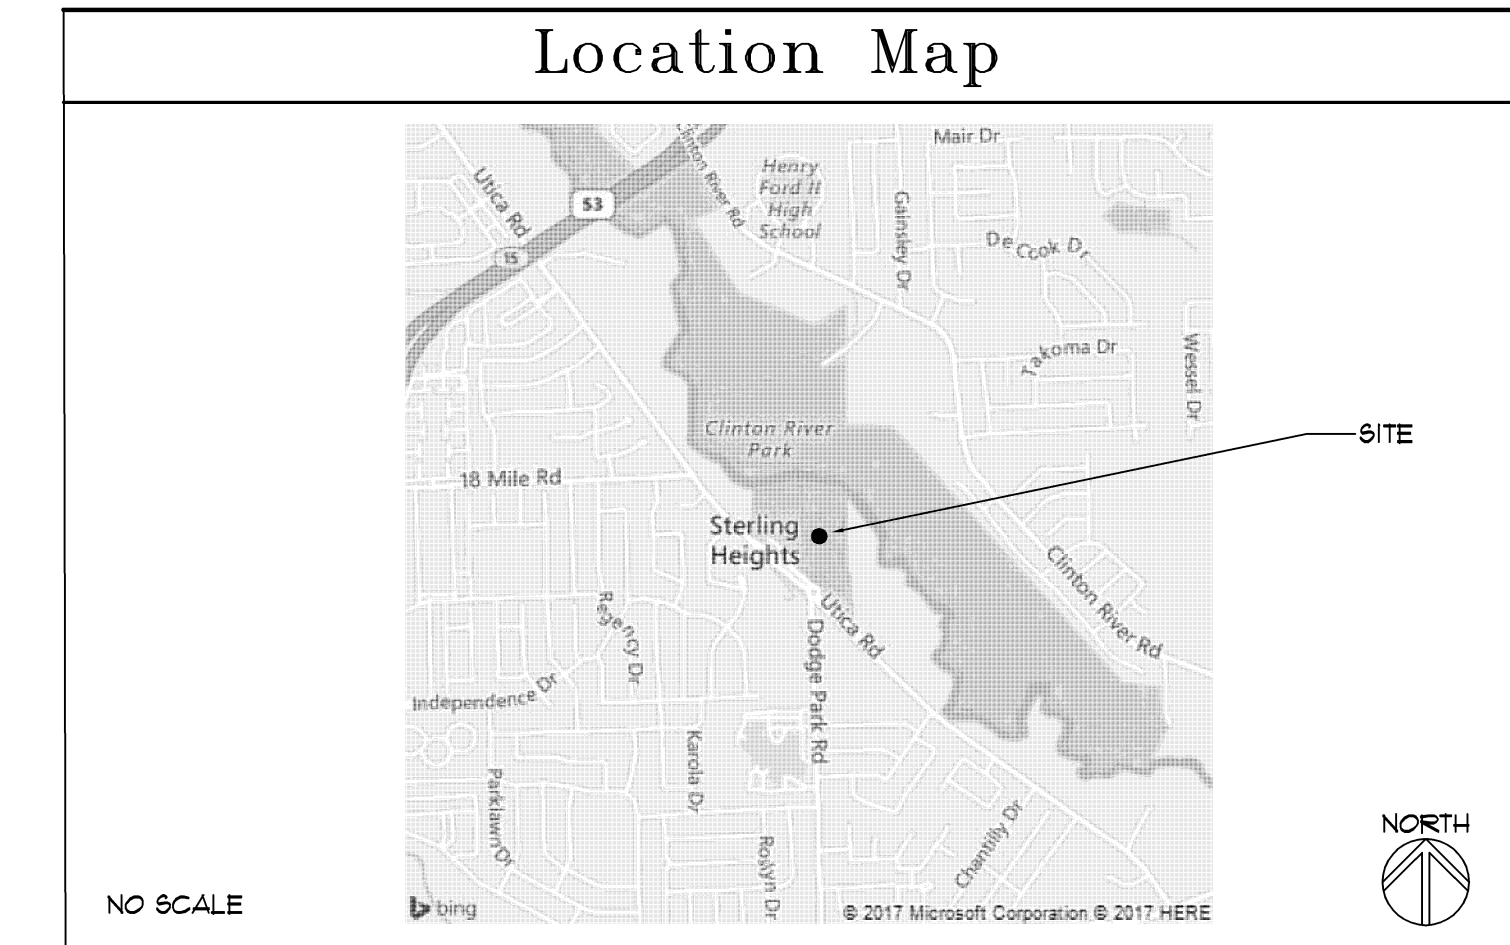 Location Map
Mair Dr
Clinton River Rd
Henry
Ford II
High
School
Utica Rd
53
15
Gainsley Dr
De Cook Dr
Takoma Dr
Wessel Dr
Clinton River
Park
SITE
18 Mile Rd
Sterling
Heights
Clinton River Rd
Regency Dr
Utica Rd
Dodge Park Rd
Independence Dr
Karola Dr
Parklawn Dr
Roslyn Dr
Chantilly Dr
NORTH
NO SCALE
bing
© 2017 Microsoft Corporation © 2017 HERE